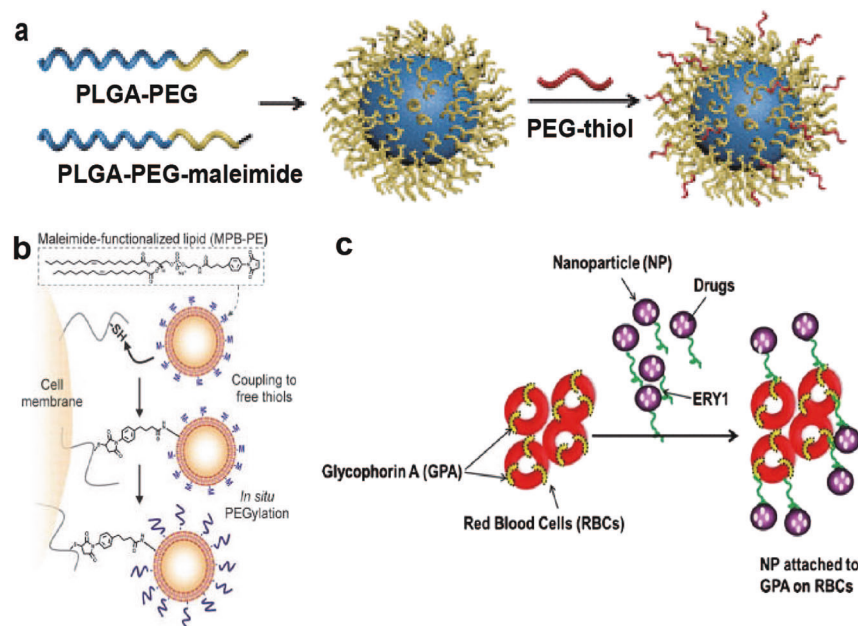 a
PLGA-PEG
PLGA-PEG-maleimide
PEG-thiol
b
Maleimide-functionalized lipid (MPB-PE)
-SH
Cell
membrane
Coupling to
free thiols
In situ
PEGylation
c
Nanoparticle (NP)
Drugs
ERY1
Glycophorin A (GPA)
Red Blood Cells (RBCs)
NP attached to
GPA on RBCs